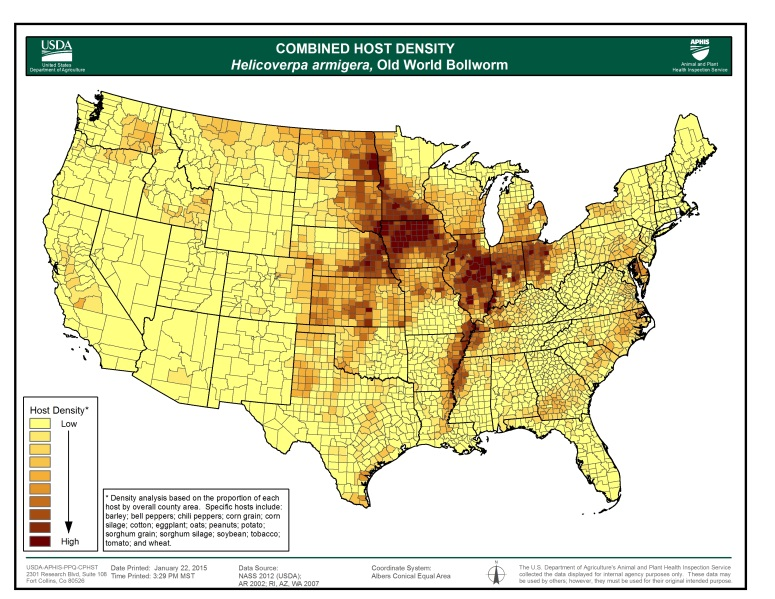 USDA
United States
Department of Agriculture
COMBINED HOST DENSITY
Helicoverpa armigera, Old World Bollworm
APHIS
Animal and Plant
Health Inspection Service
Host Density*
Low
High
* Density analysis based on the proportion of each
host by overall county area. Specific hosts include:
barley; bell peppers; chili peppers; corn grain; corn
silage; cotton; eggplant; oats; peanuts; potato;
sorghum grain; sorghum silage; soybean; tobacco;
tomato; and wheat.
USDA-APHIS-PPQ-CPHST
2301 Research Blvd, Suite 108
Fort Collins, Co 80526
Date Printed: January 22, 2015
Time Printed: 3:29 PM MST
Data Source:
NASS 2012 (USDA);
AR 2002; RI, AZ, WA 2007
Coordinate System:
Albers Conical Equal Area
N
The U.S. Department of Agriculture's Animal and Plant Health Inspection Service
collected the data displayed for internal agency purposes only. These data may
be used by others; however, they must be used for their original intended purpose.